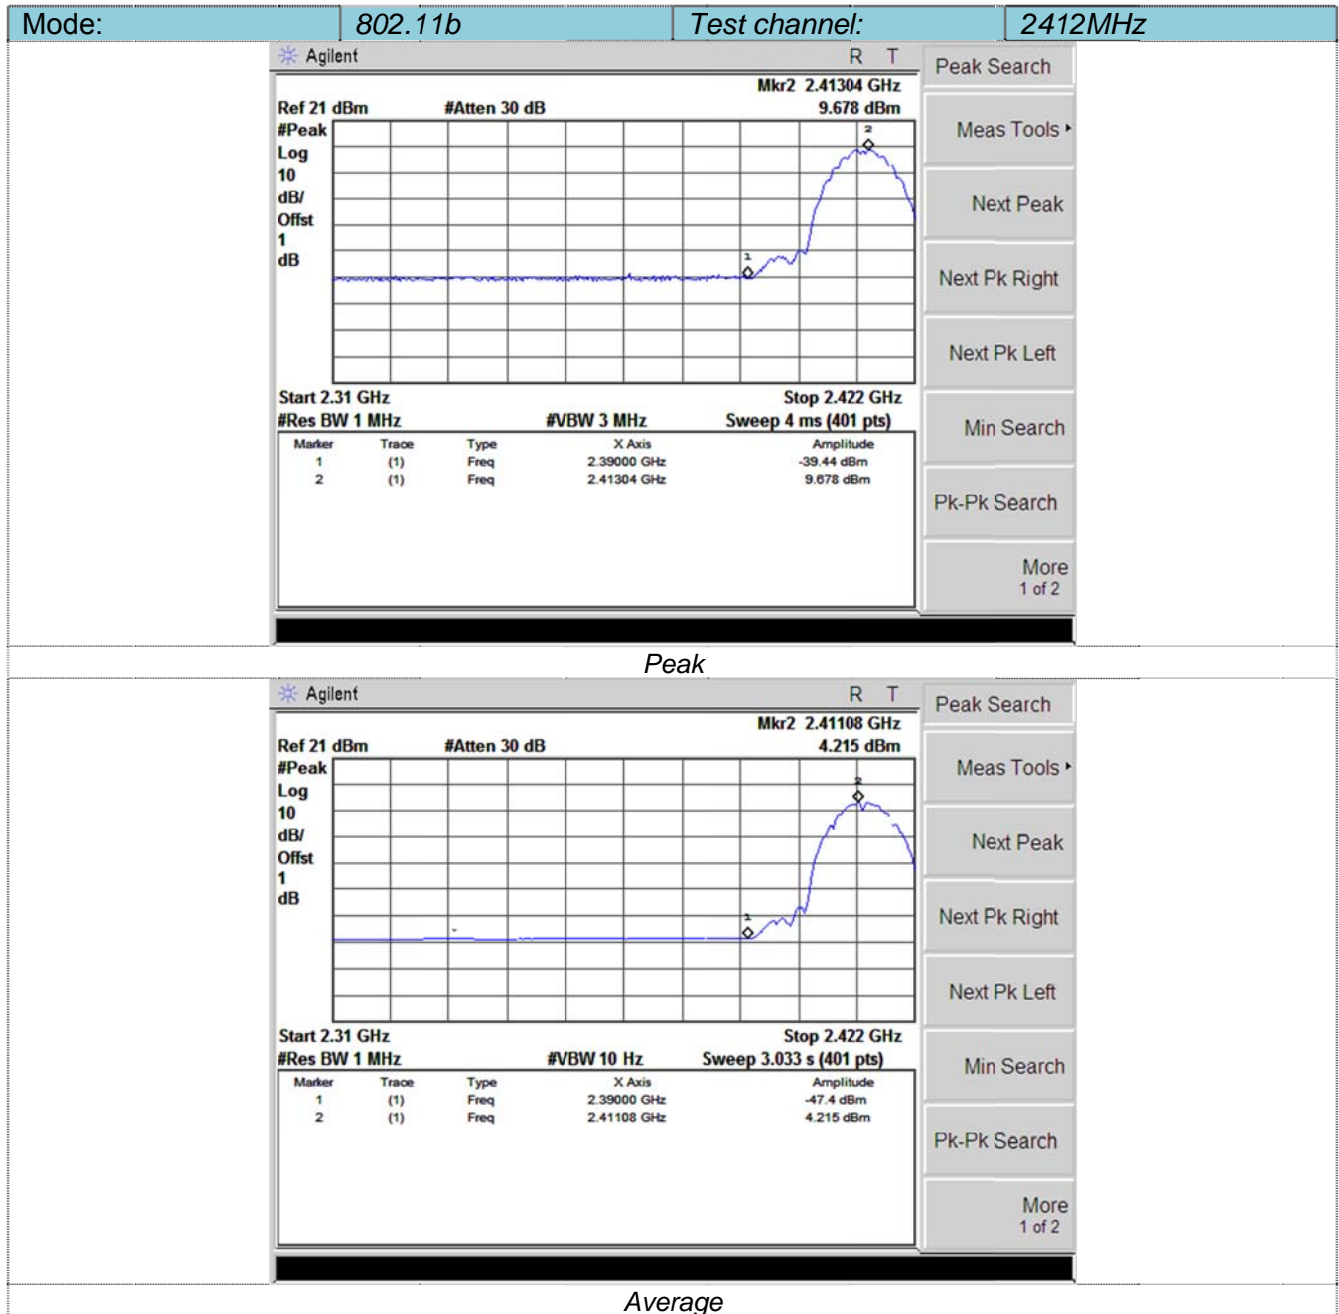 Mode: 802.11b Test channel: 2412MHz
Agilent R T
Peak Search
Mkr2 2.41304 GHz
Ref 21 dBm #Atten 30 dB 9.678 dBm
#Peak
Log
10
dB/
Offst
1
dB
2
1
Meas Tools
Next Peak
Next Pk Right
Next Pk Left
Start 2.31 GHz Stop 2.422 GHz
#Res BW 1 MHz #VBW 3 MHz Sweep 4 ms (401 pts)
Marker Trace Type X Axis Amplitude
1 (1) Freq 2.39000 GHz -39.44 dBm
2 (1) Freq 2.41304 GHz 9.678 dBm
Min Search
Pk-Pk Search
More
1 of 2
Peak
Agilent R T
Peak Search
Mkr2 2.41108 GHz
Ref 21 dBm #Atten 30 dB 4.215 dBm
#Peak
Log
10
dB/
Offst
1
dB
2
1
Meas Tools
Next Peak
Next Pk Right
Next Pk Left
Start 2.31 GHz Stop 2.422 GHz
#Res BW 1 MHz #VBW 10 Hz Sweep 3.033 s (401 pts)
Marker Trace Type X Axis Amplitude
1 (1) Freq 2.39000 GHz -47.4 dBm
2 (1) Freq 2.41108 GHz 4.215 dBm
Min Search
Pk-Pk Search
More
1 of 2
Average